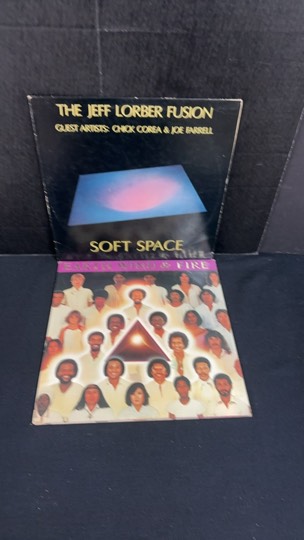 THE JEFF LORBER FUSION
GUEST ARTISTS: CHICK COREA & JOE FARRELL
SOFT SPACE
& FIRE